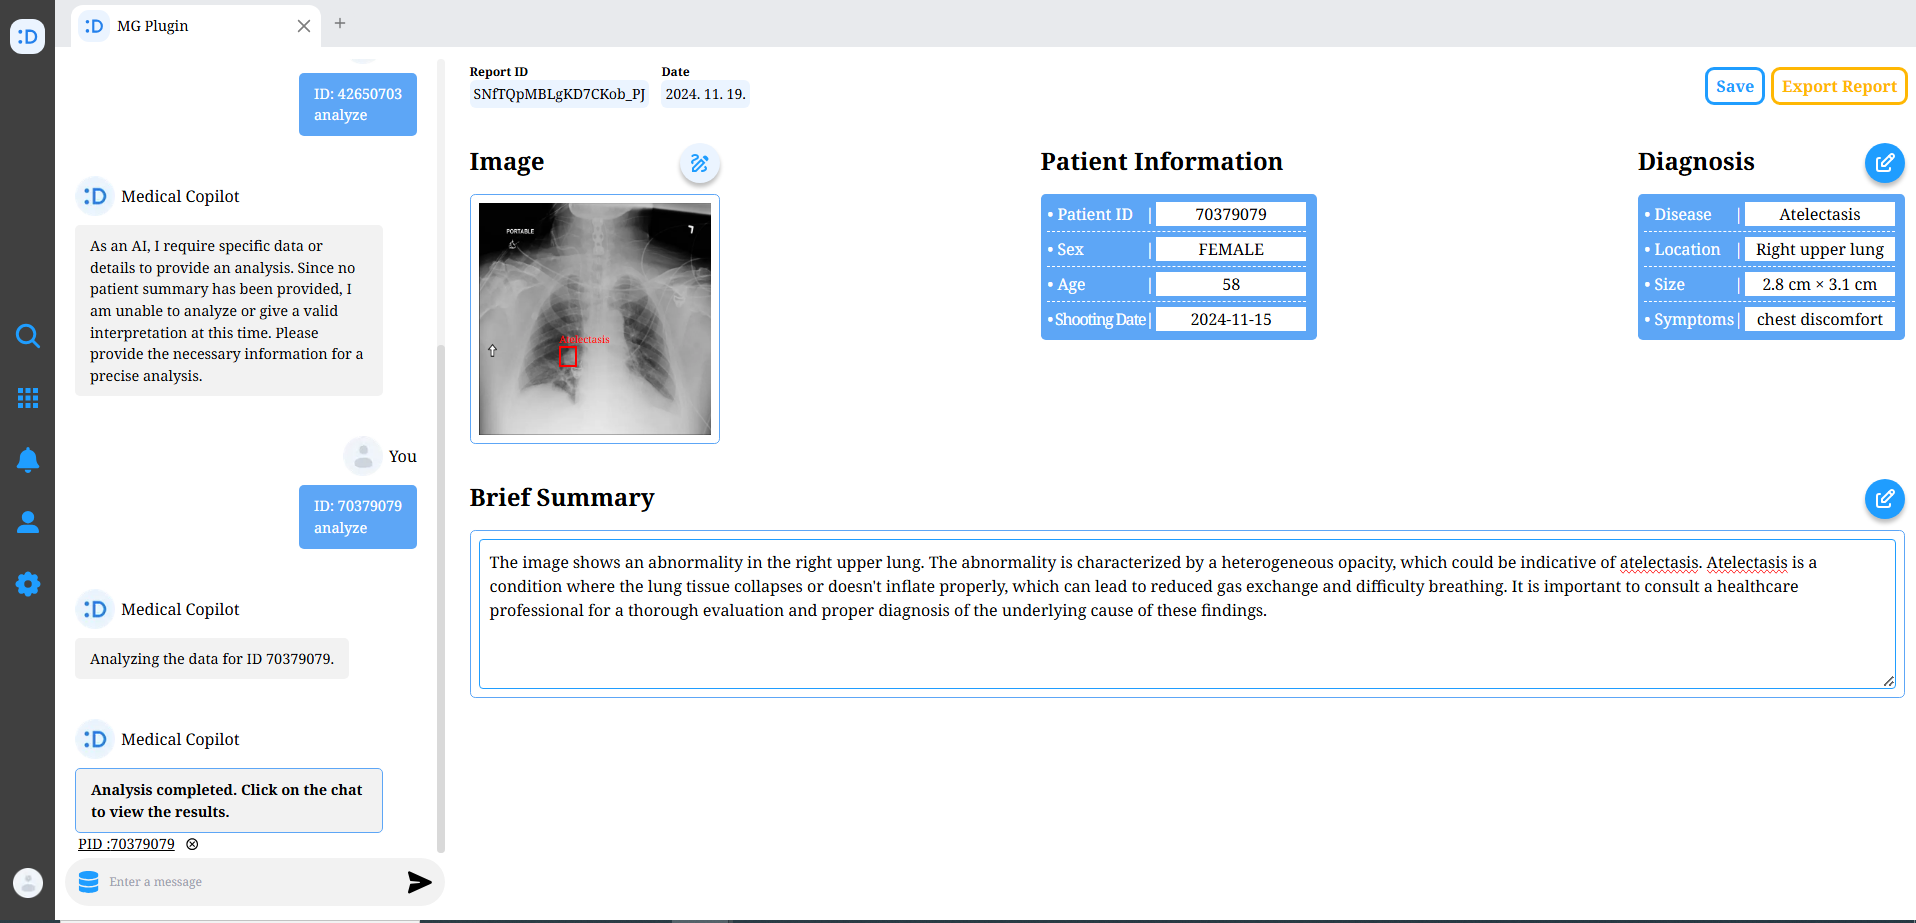 :D
:D MG Plugin
ID: 42650703
analyze
:D Medical Copilot
As an AI, I require specific data or
details to provide an analysis. Since no
patient summary has been provided, I
am unable to analyze or give a valid
interpretation at this time. Please
provide the necessary information for a
precise analysis.
You
ID: 70379079
analyze
:D Medical Copilot
Analyzing the data for ID 70379079.
:D Medical Copilot
Analysis completed. Click on the chat
to view the results.
PID :70379079
Enter a message
Report ID
SNfTQpMBLgKD7CKob_PJ
Date
2024. 11. 19.
Save
Export Report
Image
PORTABLE
Atelectasis
Patient Information
• Patient ID | 70379079
• Sex | FEMALE
• Age | 58
• Shooting Date | 2024-11-15
Diagnosis
• Disease | Atelectasis
• Location | Right upper lung
• Size | 2.8 cm × 3.1 cm
• Symptoms | chest discomfort
Brief Summary
The image shows an abnormality in the right upper lung. The abnormality is characterized by a heterogeneous opacity, which could be indicative of atelectasis. Atelectasis is a
condition where the lung tissue collapses or doesn't inflate properly, which can lead to reduced gas exchange and difficulty breathing. It is important to consult a healthcare
professional for a thorough evaluation and proper diagnosis of the underlying cause of these findings.